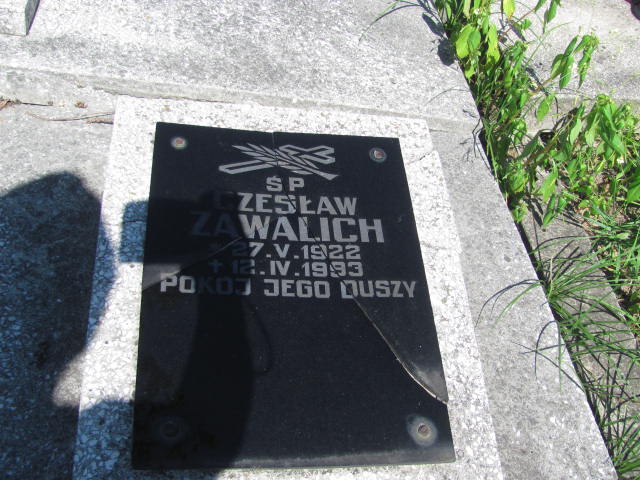 ŚP
CZESŁAW
ZAWALICH
* 27.V.1922
+ 12.IV.1993
POKÓJ JEGO DUSZY